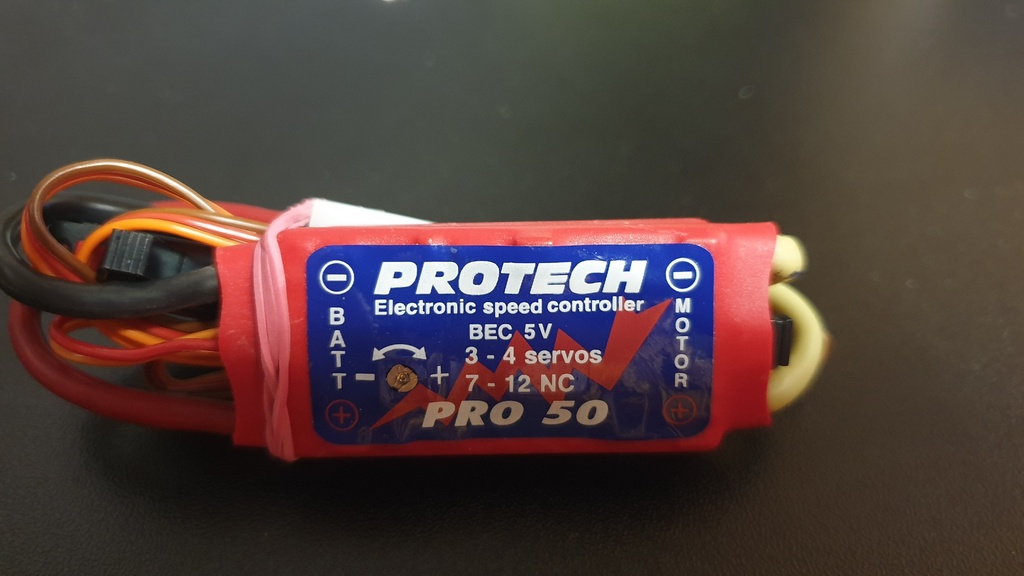 PROTECH
Electronic speed controller
BEC 5V
3 - 4 servos
7 - 12 NC
PRO 50
BATT
- +
MOTOR